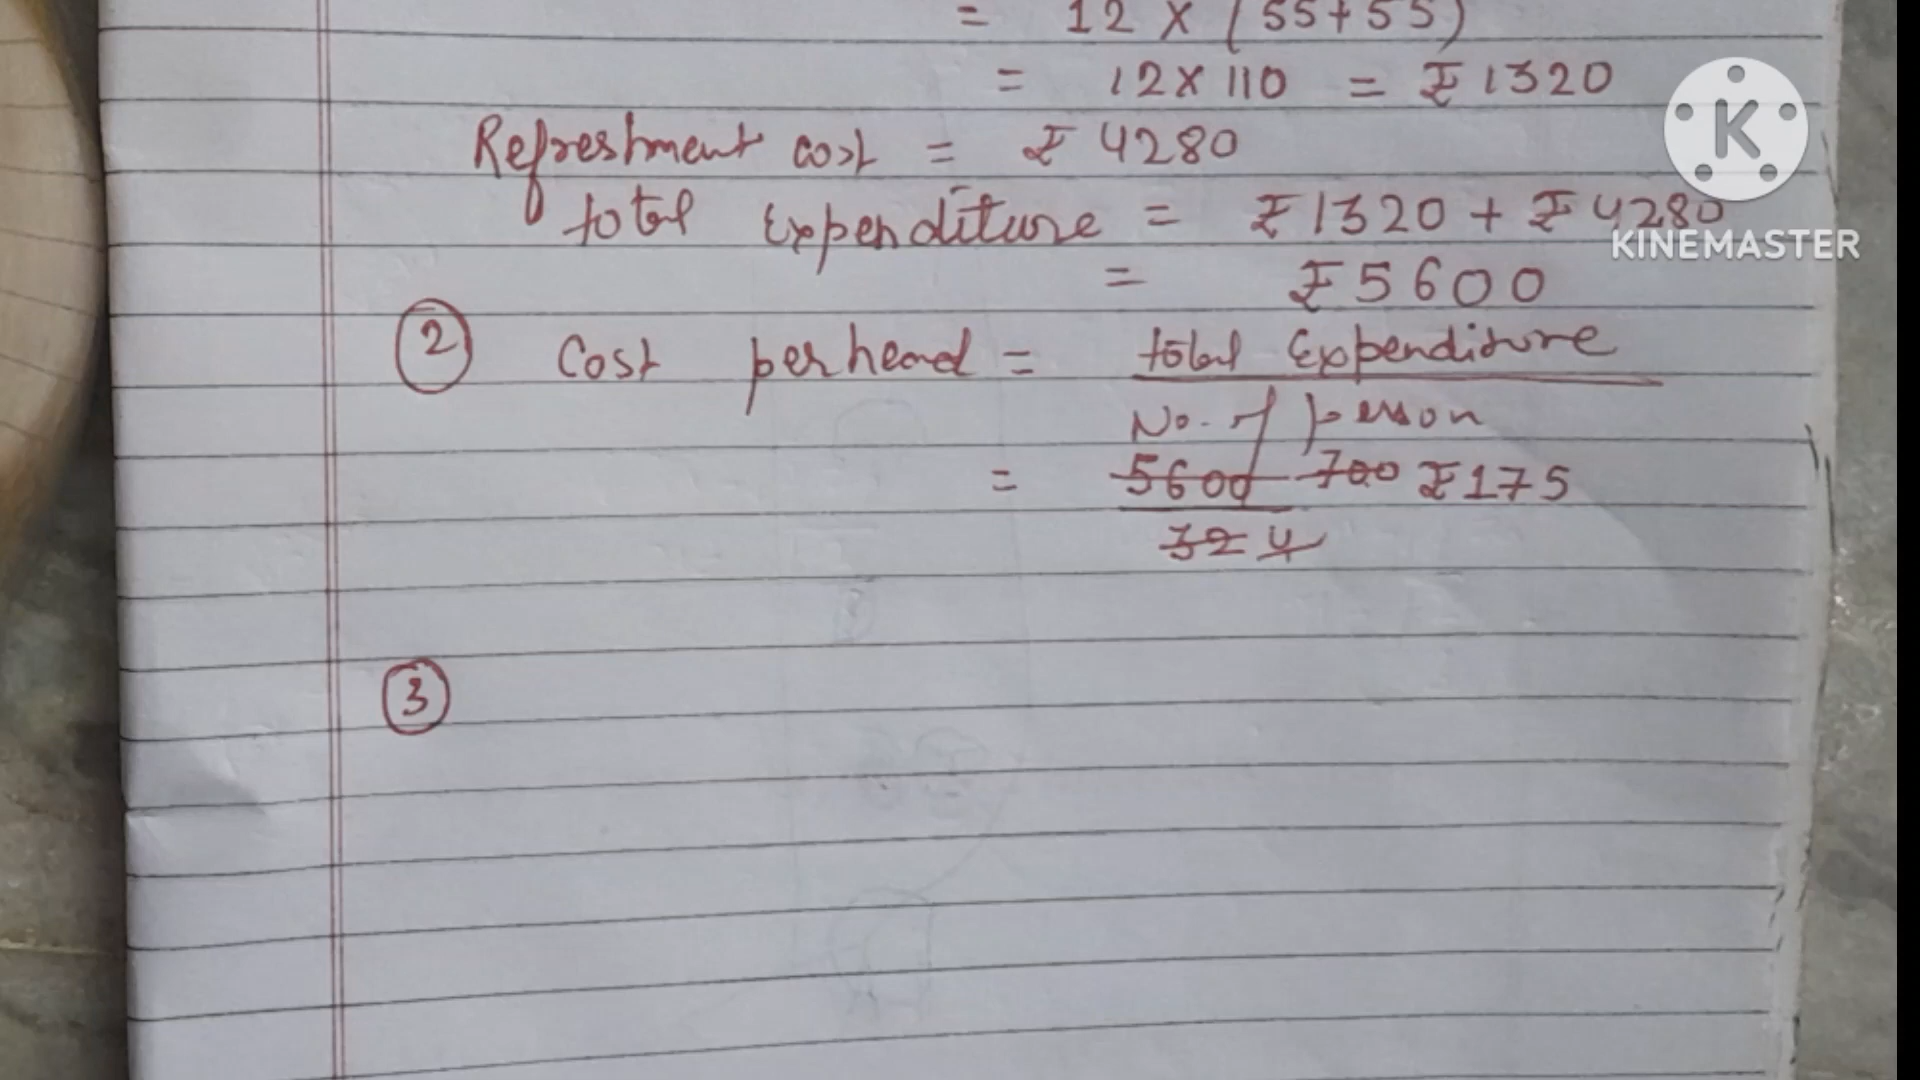 = 12 × (55+55)
= 12×110 = ₹1320
Refreshment cost = ₹4280
total Expenditure = ₹1320 + ₹4280
= ₹5600
② Cost per head = total Expenditure
No. of person
= 5600 700 ₹175
32 4
③
K
KINEMASTER